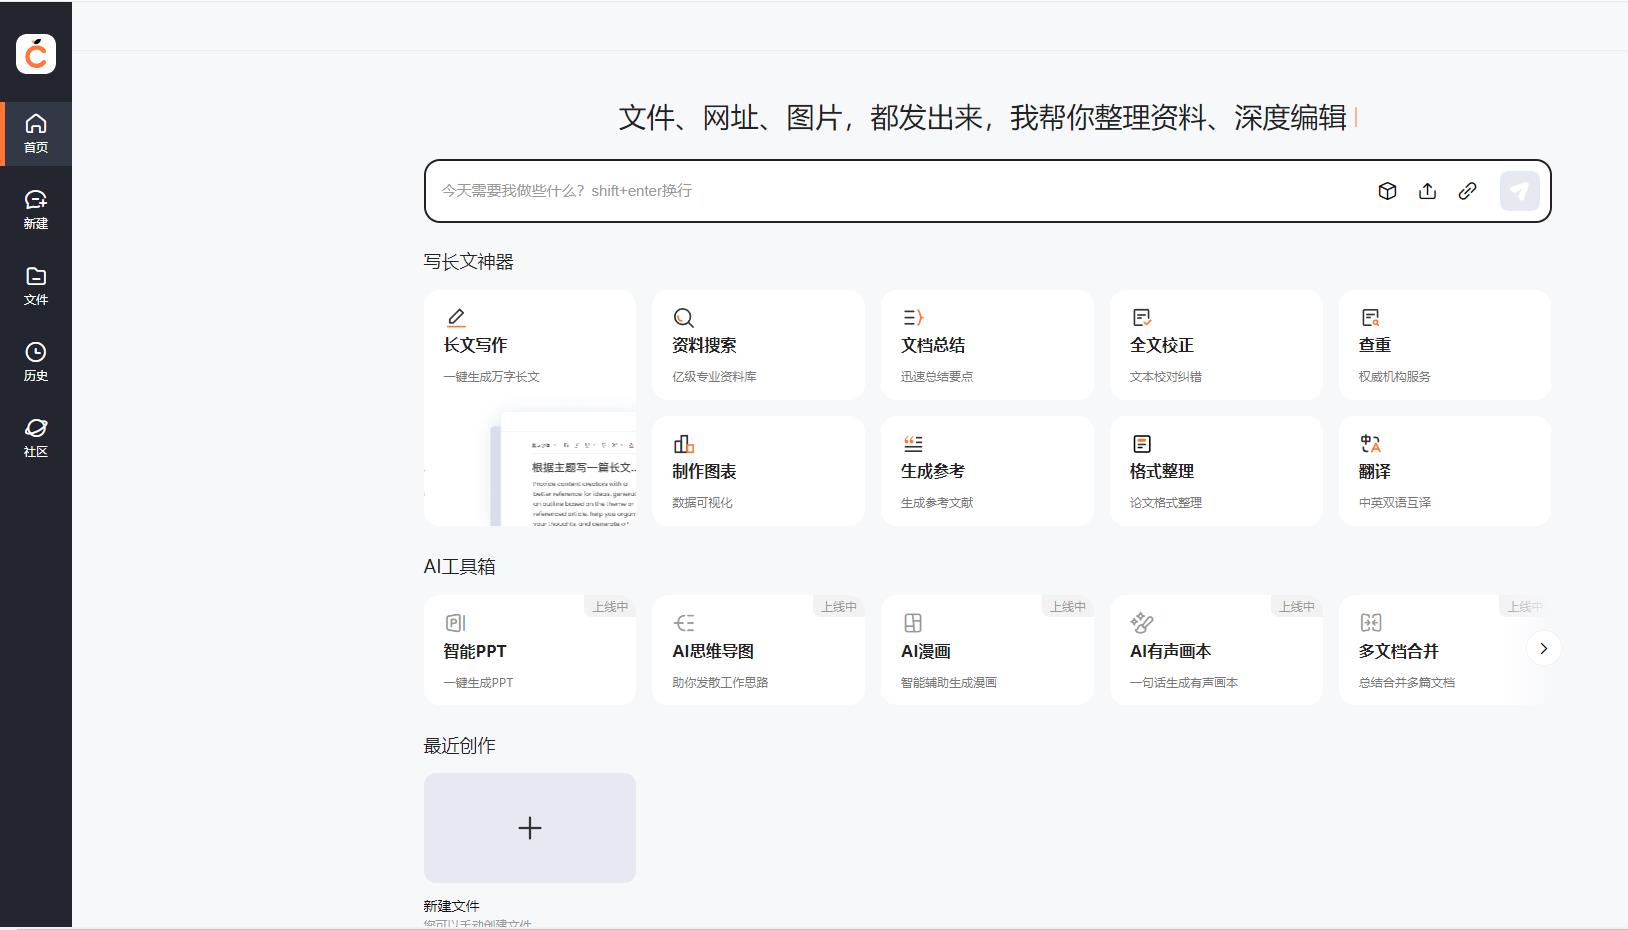 首页
新建
文件
历史
社区
文件、网址、图片，都发出来，我帮你整理资料、深度编辑
今天需要我做些什么？shift+enter换行
写长文神器
长文写作
一键生成万字长文
根据主题写一篇长文...
Provide content creators with a
better reference for ideas, generat
an outline based on the theme or
referenced article, help you organ
your thoughts, and generate o
资料搜索
亿级专业资料库
文档总结
迅速总结要点
全文校正
文本校对纠错
查重
权威机构服务
制作图表
数据可视化
生成参考
生成参考文献
格式整理
论文格式整理
翻译
中英双语互译
AI工具箱
上线中
智能PPT
一键生成PPT
上线中
AI思维导图
助你发散工作思路
上线中
AI漫画
智能辅助生成漫画
上线中
AI有声画本
一句话生成有声画本
上线中
多文档合并
总结合并多篇文档
最近创作
新建文件
您可以手动创建文件